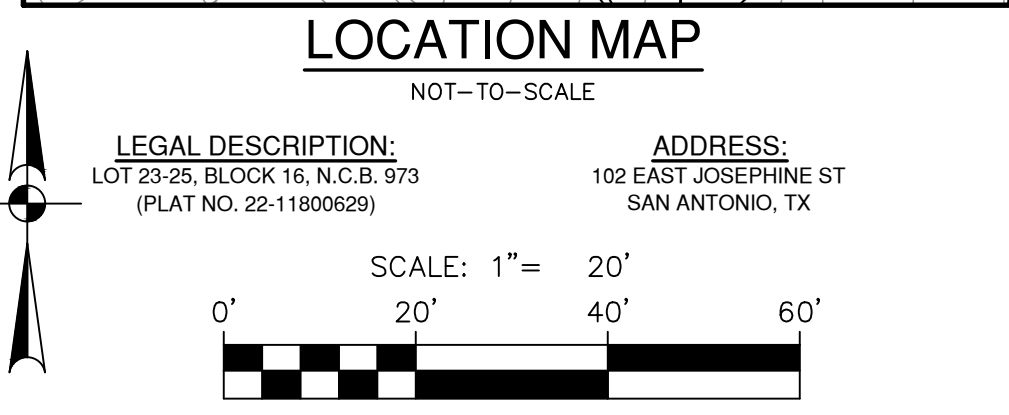 LOCATION MAP
NOT-TO-SCALE
LEGAL DESCRIPTION:
LOT 23-25, BLOCK 16, N.C.B. 973
(PLAT NO. 22-11800629)
ADDRESS:
102 EAST JOSEPHINE ST
SAN ANTONIO, TX
SCALE: 1"= 20'
0' 20' 40' 60'